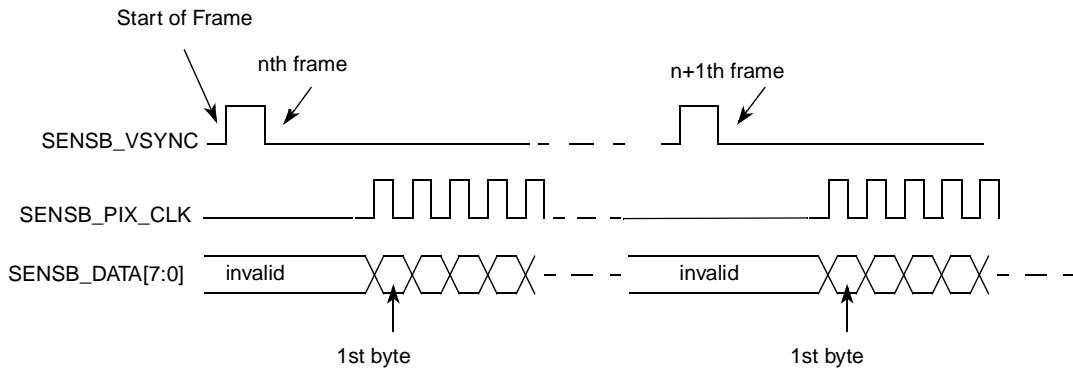 Start of Frame
nth frame
n+1th frame
SENSB_VSYNC
SENSB_PIX_CLK
SENSB_DATA[7:0]
invalid
invalid
1st byte
1st byte